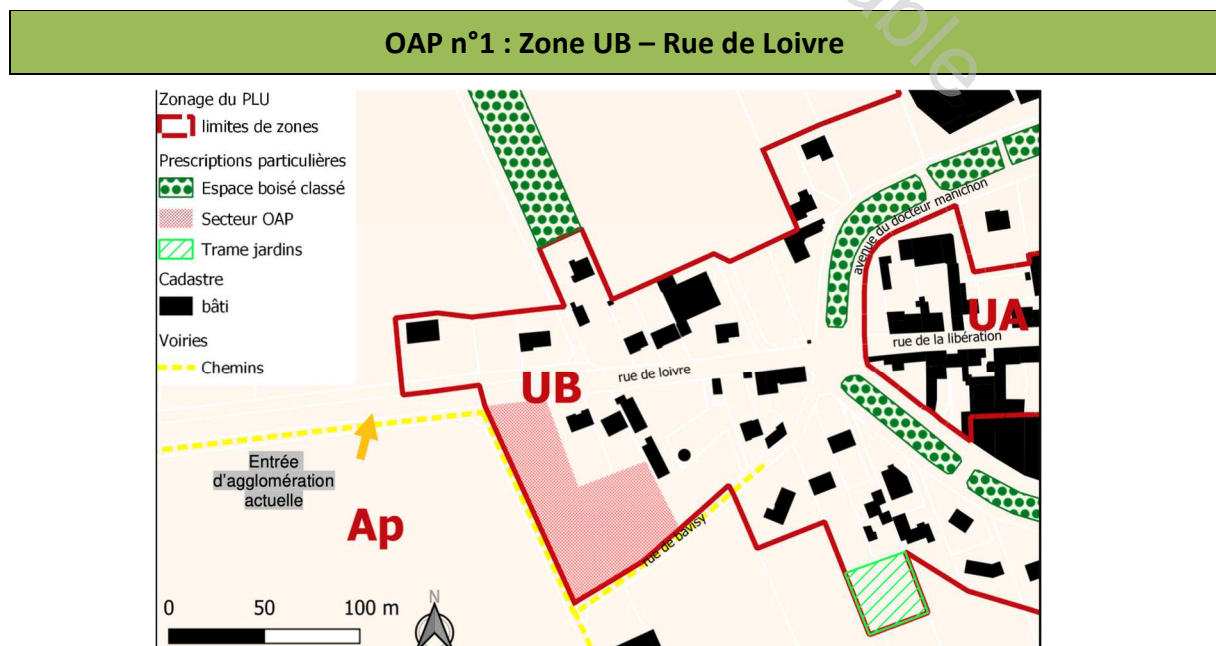 OAP n°1 : Zone UB – Rue de Loivre
able
Zonage du PLU
limites de zones
Prescriptions particulières
Espace boisé classé
Secteur OAP
Trame jardins
Cadastre
bâti
Voiries
Chemins
avenue du docteur manichon
UA
rue de la libération
rue de loivre
UB
Entrée
d'agglomération
actuelle
Ap
rue de bavisy
0 50 100 m
N